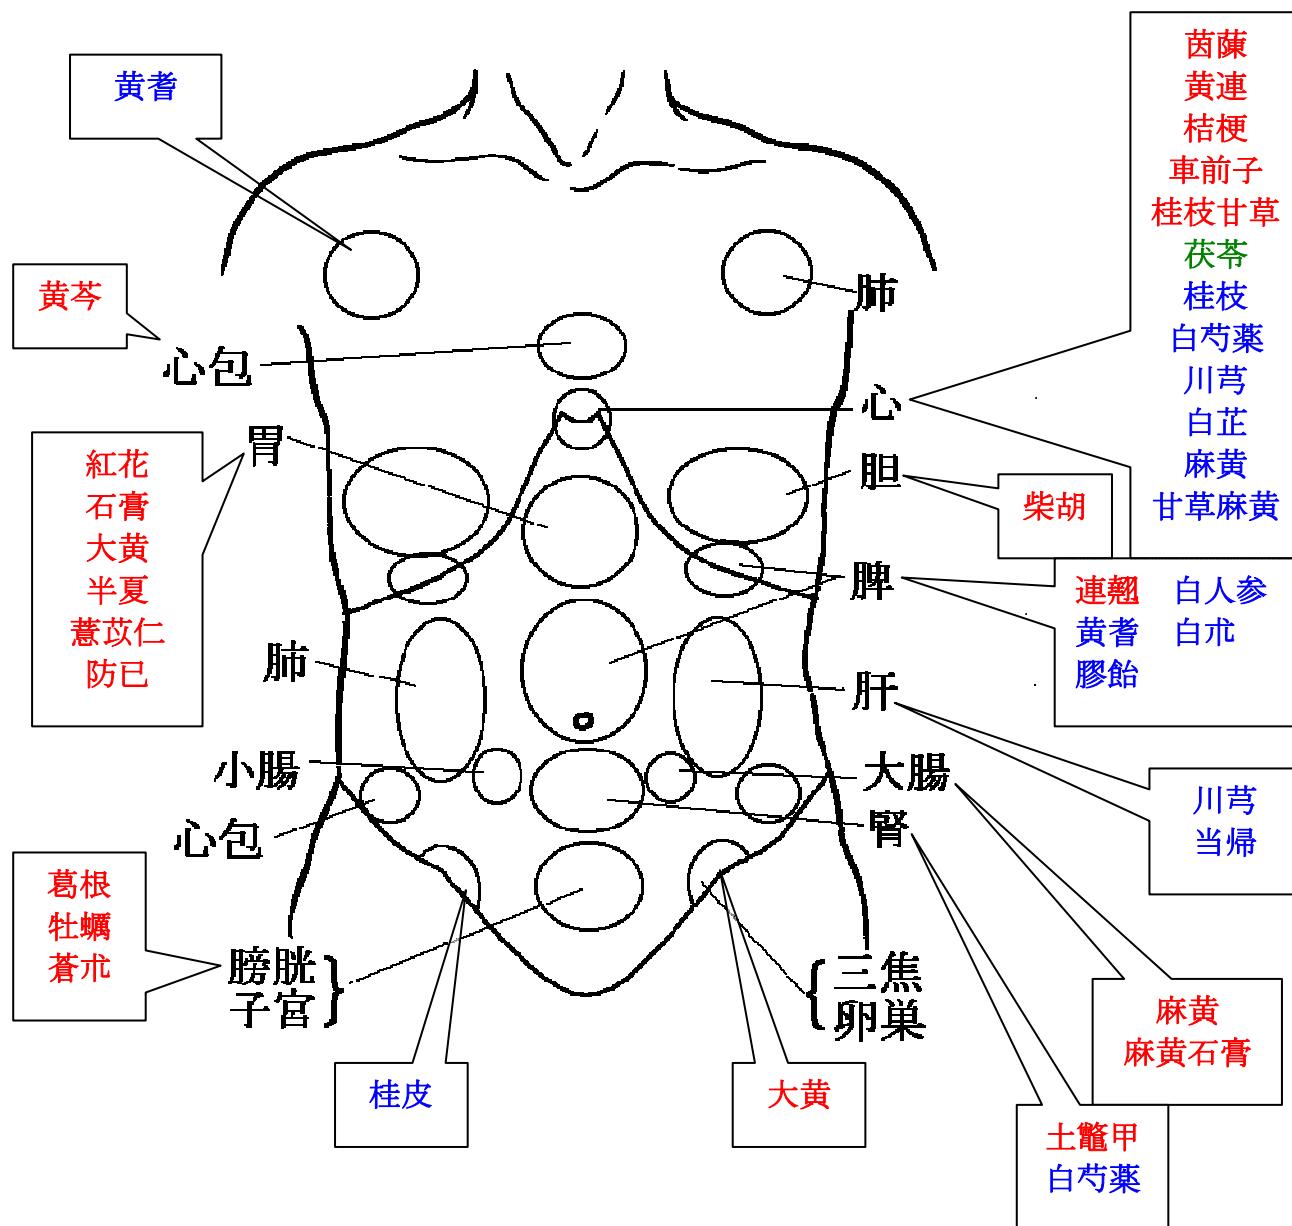 黄耆
肺
黄芩
心包
胃
紅花
石膏
大黄
半夏
薏苡仁
防已
肺
小腸
心包
葛根
牡蠣
蒼朮
膀胱
子宮
桂皮
茵蔯
黄連
桔梗
車前子
桂枝甘草
茯苓
桂枝
白芍薬
川芎
白芷
麻黄
甘草麻黄
心
胆
柴胡
脾
連翹 白人参
黄耆 白朮
膠飴
肝
川芎
当帰
大腸
腎
三焦
卵巣
麻黄
麻黄石膏
大黄
土鼈甲
白芍薬